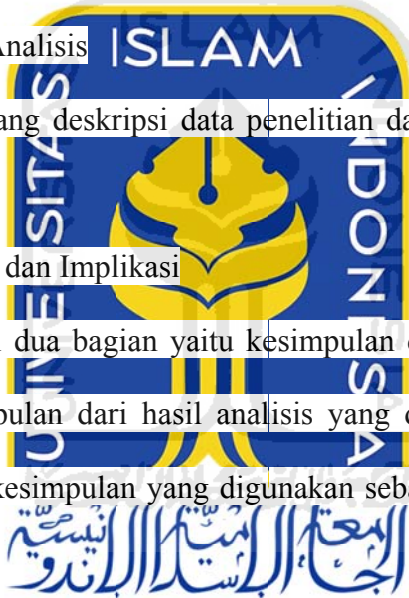 Analisis
ISLAM
ang deskripsi data penelitian da
UNIVERSITAS
INDONESIA
dan Implikasi
dua bagian yaitu kesimpulan
pulan dari hasil analisis yang
kesimpulan yang digunakan seba